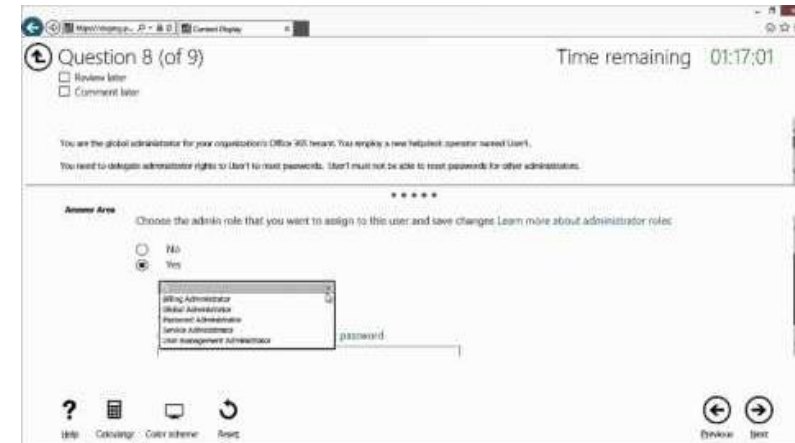 Content Display
Question 8 (of 9)
Time remaining 01:17:01
Review later
Comment later
You are the global administrator for your organization's Office 365 tenant. You employ a new helpdesk operator named User1.
You need to delegate administrator rights to User1 to reset passwords. User1 must not be able to reset passwords for other administrators.
Answer Area
Choose the admin role that you want to assign to this user and save changes Learn more about administrator roles
No
Yes
Billing Administrator
Global Administrator
Password Administrator
Service Administrator
User management Administrator
password
Help Calculator Color scheme Reset Previous Next